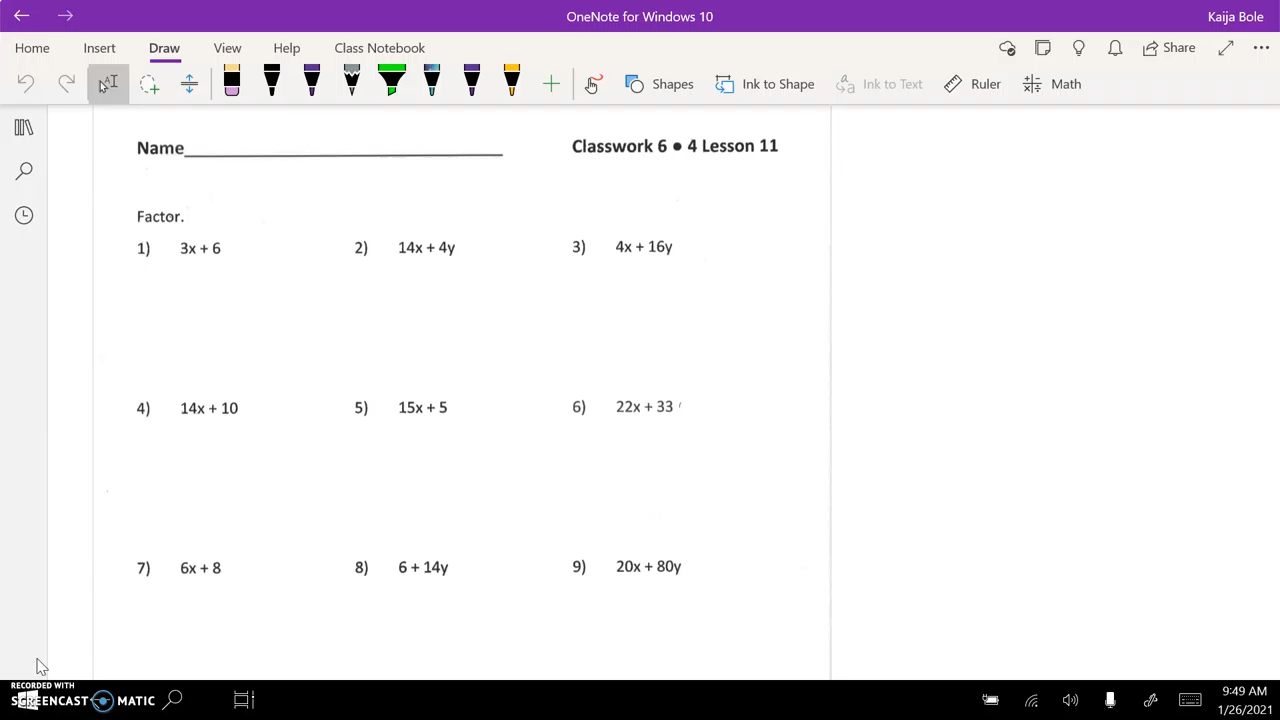 OneNote for Windows 10
Kaija Bole
Home Insert Draw View Help Class Notebook Share
Shapes Ink to Shape Ink to Text Ruler Math
Name____________________ Classwork 6 ● 4 Lesson 11
Factor.
1) 3x + 6 2) 14x + 4y 3) 4x + 16y
4) 14x + 10 5) 15x + 5 6) 22x + 33
7) 6x + 8 8) 6 + 14y 9) 20x + 80y
RECORDED WITH
SCREENCAST MATIC
9:49 AM
1/26/2021